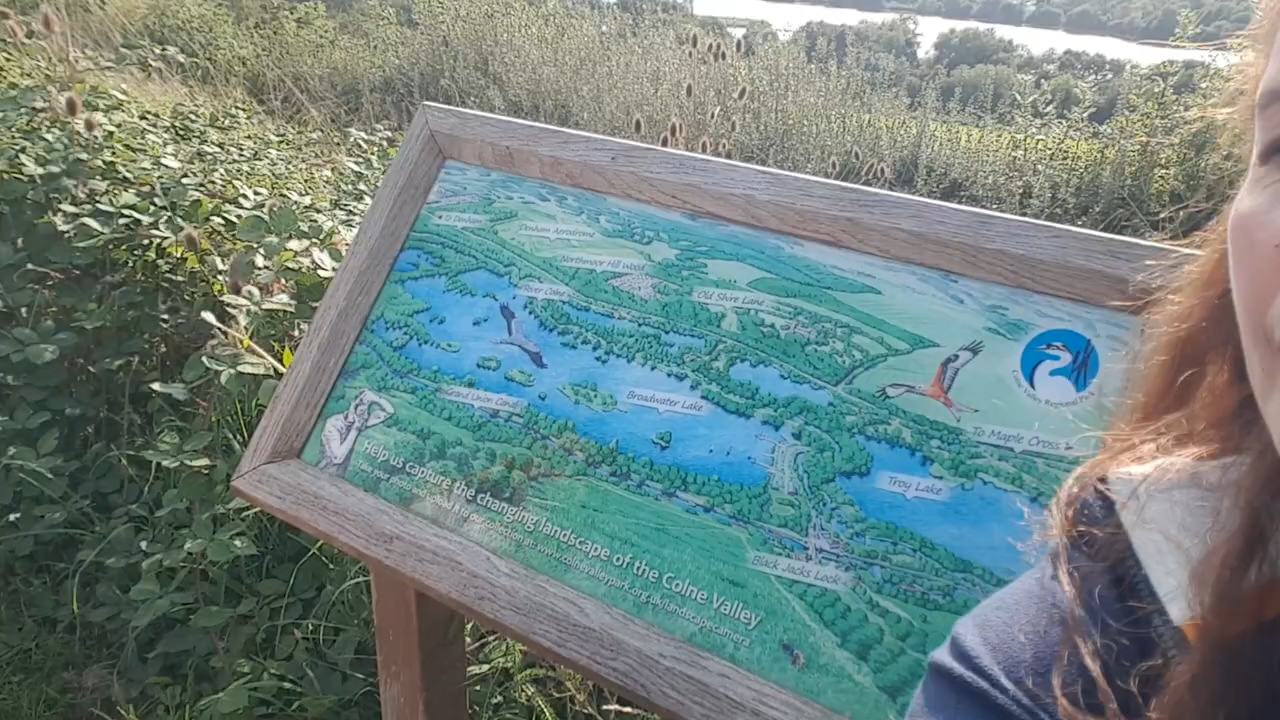 To Denham
Denham Aerodrome
Northmoor Hill Wood
River Colne
Old Shire Lane
Grand Union Canal
Broadwater Lake
Colne Valley Regional Park
To Maple Cross
Troy Lake
Black Jacks Lock
Help us capture the changing landscape of the Colne Valley
Take your photo and upload it to our collection at: www.colnevalleypark.org.uk/landscapecamera